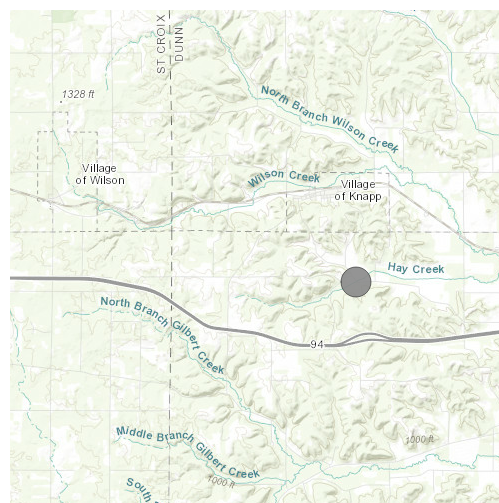 ST. CROIX
DUNN
1328 ft
North Branch Wilson Creek
Village
of Wilson
Wilson Creek
Village
of Knapp
Hay Creek
North Branch Gilbert Creek
94
Middle Branch Gilbert Creek
1000 ft
1000 ft
South